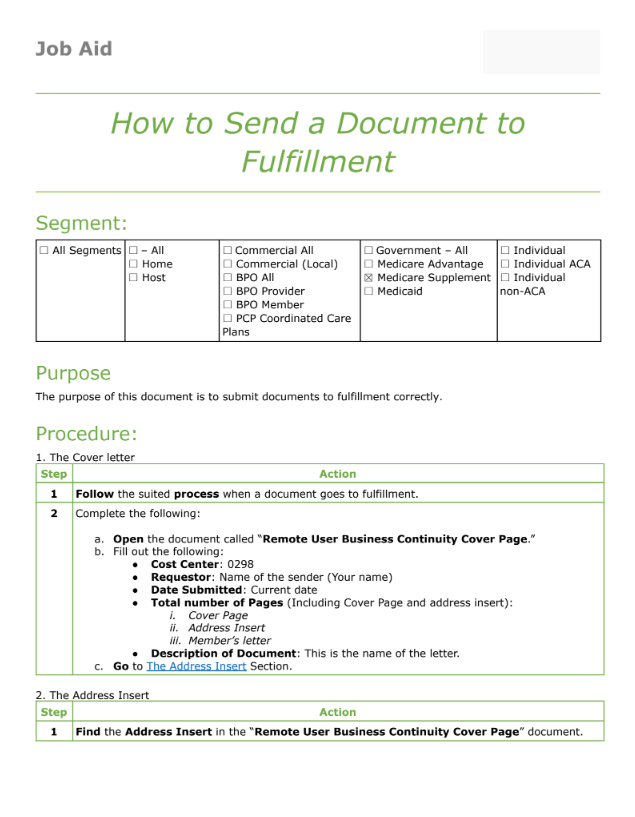 Job Aid
How to Send a Document to
Fulfillment
Segment:
☐ All Segments
☐ – All
☐ Home
☐ Host
☐ Commercial All
☐ Commercial (Local)
☐ BPO All
☐ BPO Provider
☐ BPO Member
☐ PCP Coordinated Care
Plans
☐ Government – All
☐ Medicare Advantage
☒ Medicare Supplement
☐ Medicaid
☐ Individual
☐ Individual ACA
☐ Individual
non-ACA
Purpose
The purpose of this document is to submit documents to fulfillment correctly.
Procedure:
1. The Cover letter
Step Action
1 Follow the suited process when a document goes to fulfillment.
2 Complete the following:
a. Open the document called “Remote User Business Continuity Cover Page.”
b. Fill out the following:
● Cost Center: 0298
● Requestor: Name of the sender (Your name)
● Date Submitted: Current date
● Total number of Pages (Including Cover Page and address insert):
i. Cover Page
ii. Address Insert
iii. Member’s letter
● Description of Document: This is the name of the letter.
c. Go to The Address Insert Section.
2. The Address Insert
Step Action
1 Find the Address Insert in the “Remote User Business Continuity Cover Page” document.